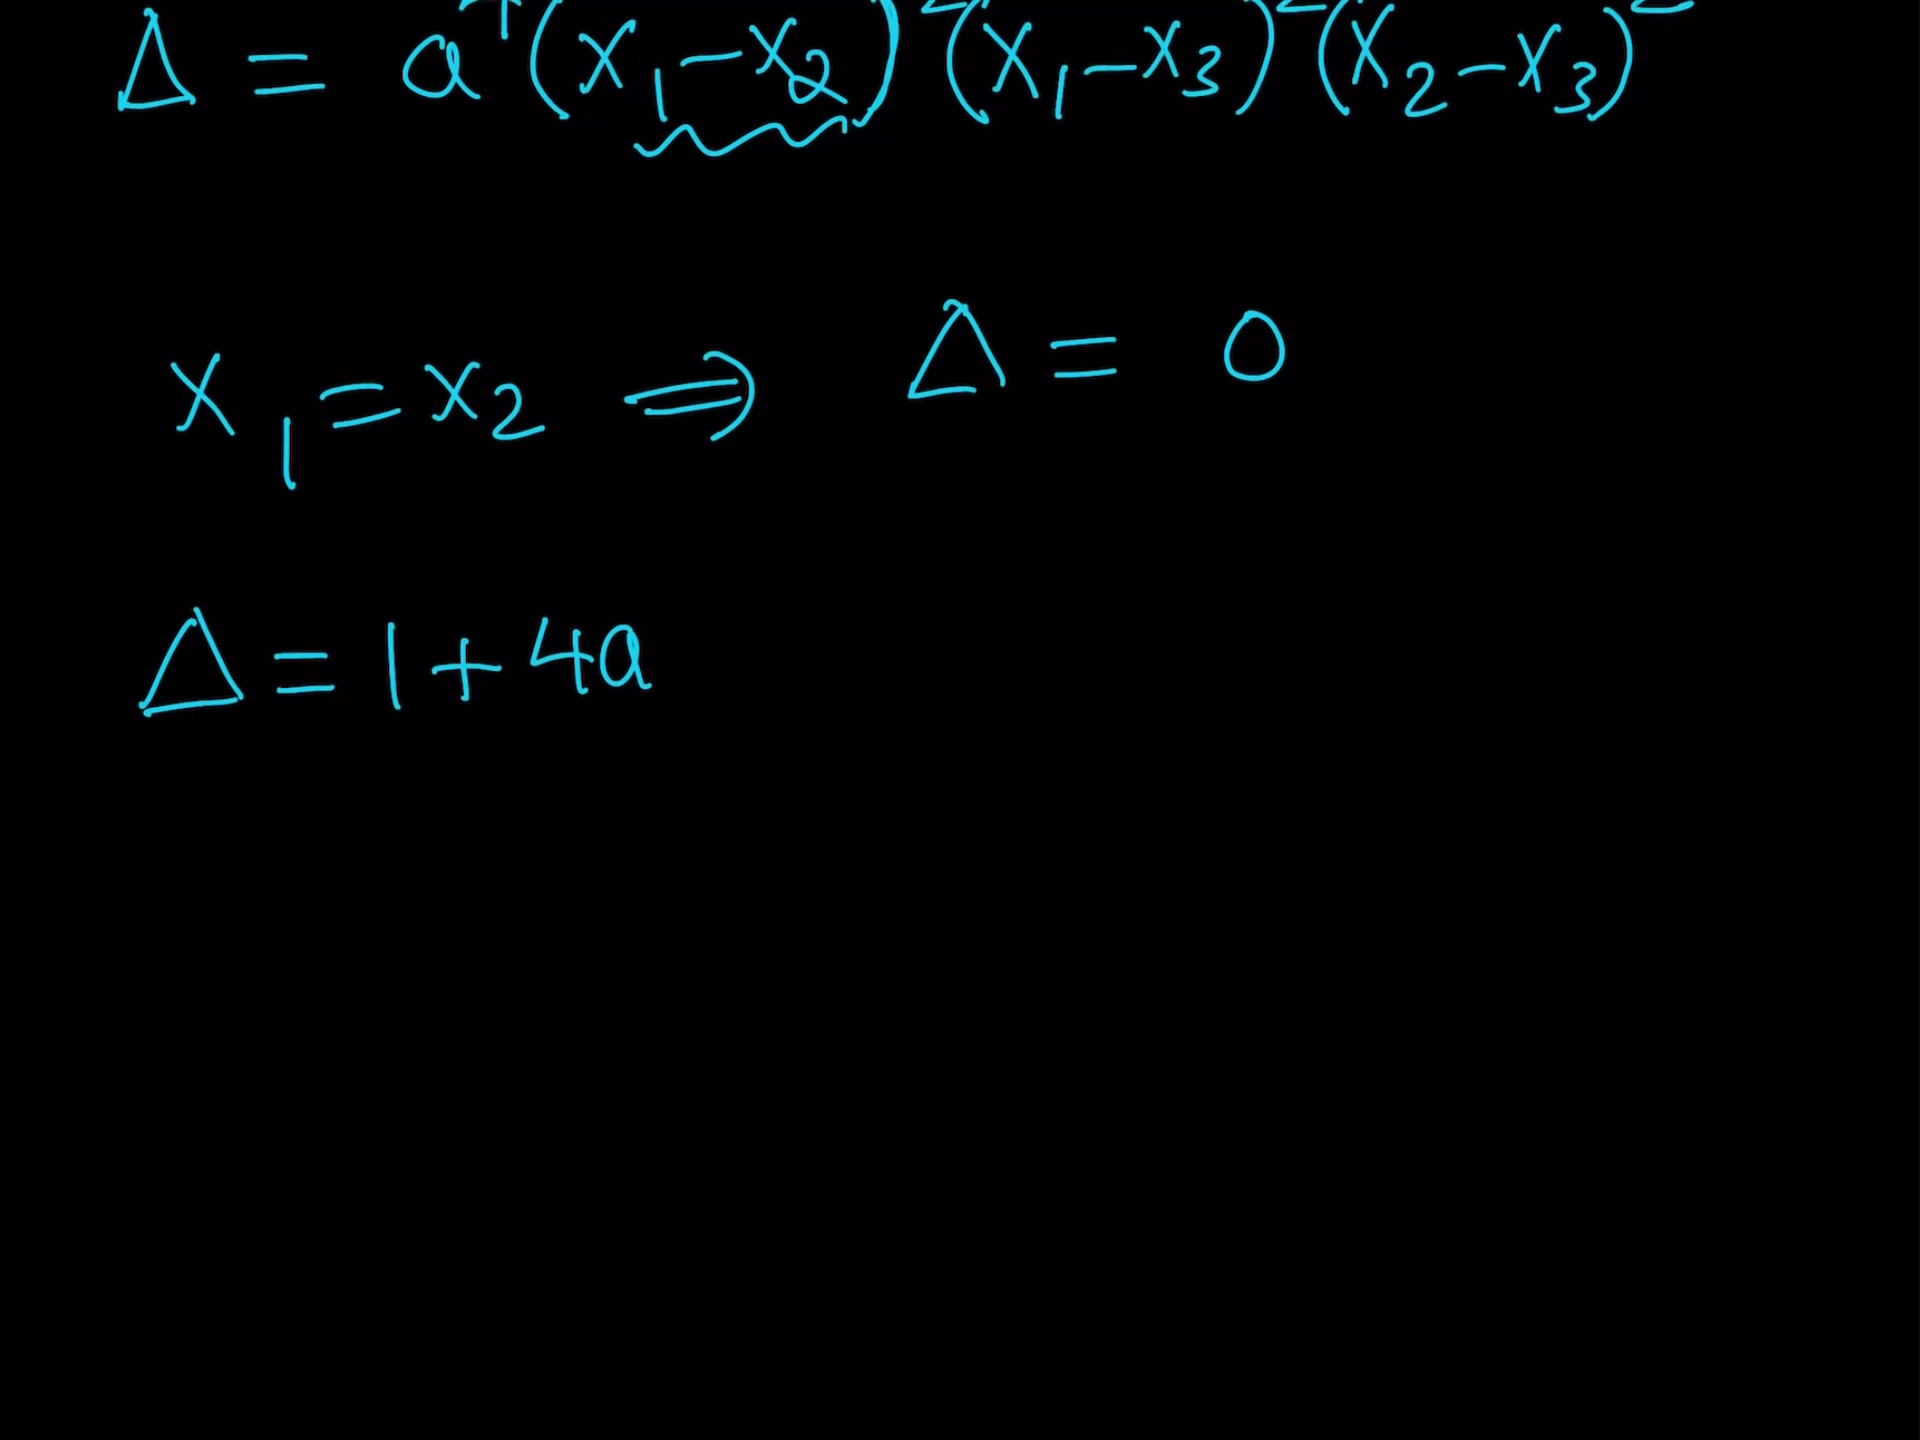 Δ = a⁴(x₁-x₂)²(x₁-x₃)²(x₂-x₃)²
x₁=x₂ ⇒ Δ = 0
Δ = 1+4a